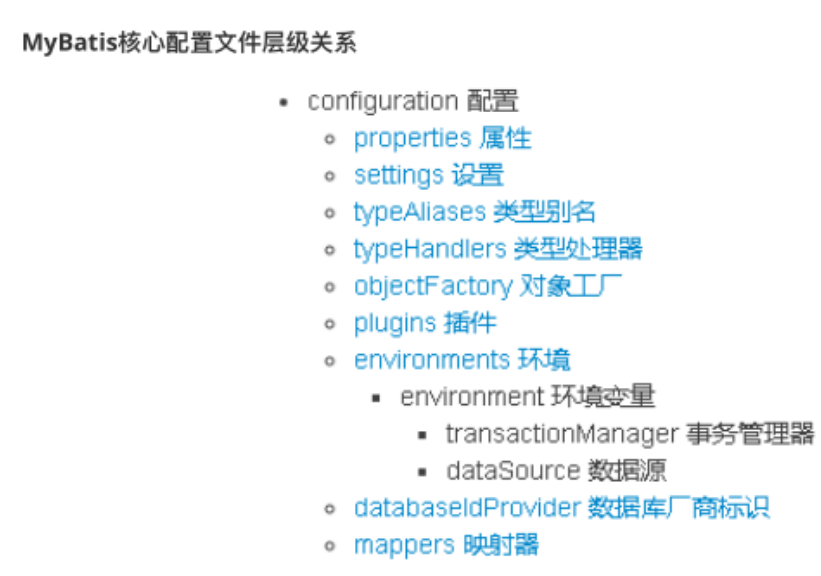 MyBatis核心配置文件层级关系
configuration 配置
properties 属性
settings 设置
typeAliases 类型别名
typeHandlers 类型处理器
objectFactory 对象工厂
plugins 插件
environments 环境
environment 环境变量
transactionManager 事务管理器
dataSource 数据源
databaseIdProvider 数据库厂商标识
mappers 映射器